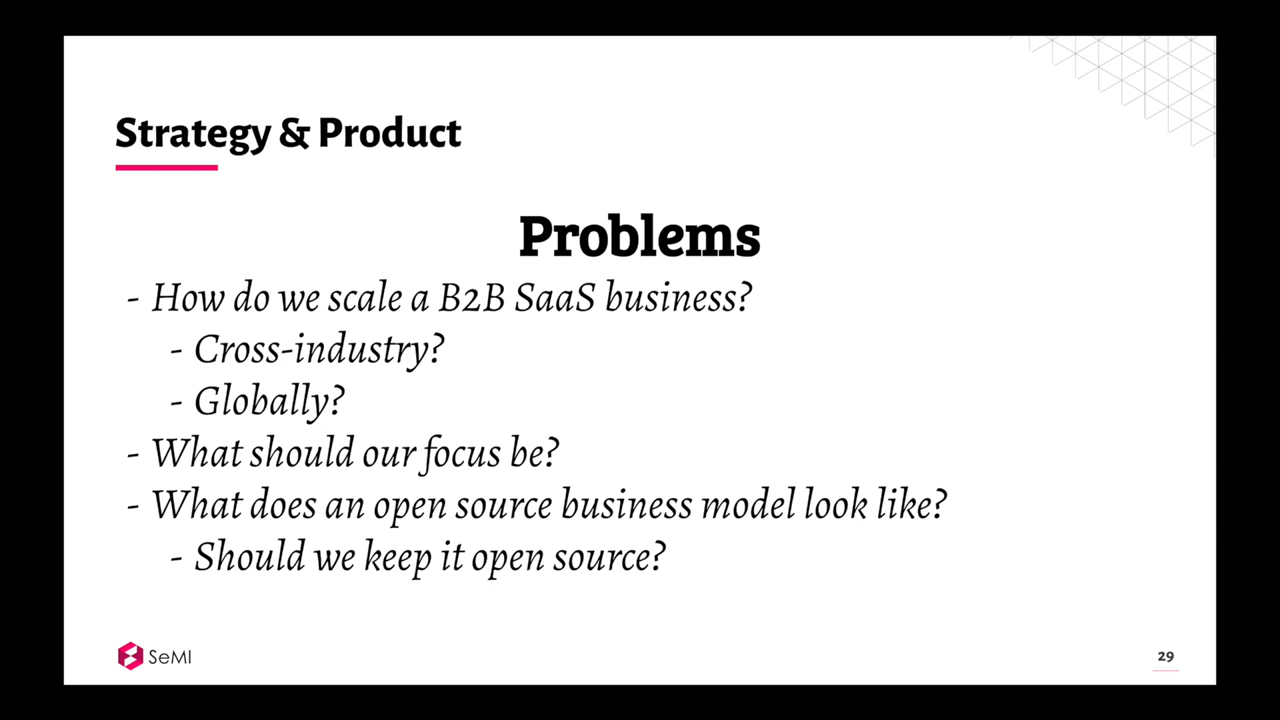 Strategy & Product
Problems
- How do we scale a B2B SaaS business?
- Cross-industry?
- Globally?
- What should our focus be?
- What does an open source business model look like?
- Should we keep it open source?
SeMI
29